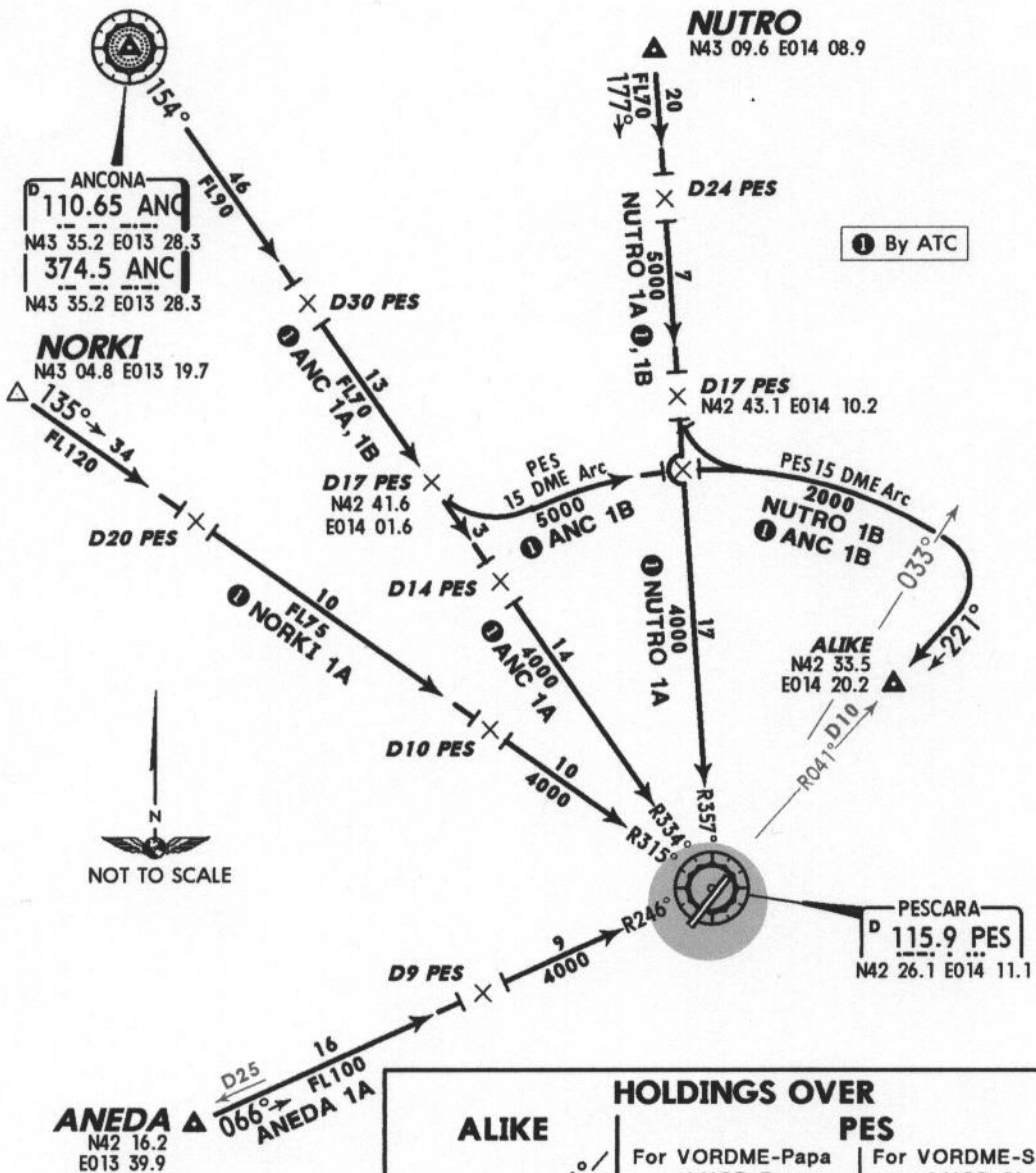 NUTRO
N43 09.6 E014 08.9
20
FL70
177°
D24 PES
7
5000
NUTRO 1A 1, 1B
1 By ATC
D17 PES
N42 43.1 E014 10.2
154°
ANCONA
D 110.65 ANC
N43 35.2 E013 28.3
374.5 ANC
N43 35.2 E013 28.3
46
FL90
D30 PES
13
FL70
1 ANC 1A, 1B
NORKI
N43 04.8 E013 19.7
135° 34
FL120
D20 PES
D17 PES
N42 41.6
E014 01.6
PES
15 DME Arc
5000
1 ANC 1B
PES 15 DME Arc
2000
NUTRO 1B
1 ANC 1B
3
D14 PES
10
FL75
1 NORKI 1A
14
4000
1 ANC 1A
17
4000
1 NUTRO 1A
033°
221°
ALIKE
N42 33.5
E014 20.2
R041° D10
D10 PES
10
4000
R334°
R357°
R315°
N
NOT TO SCALE
R246°
PESCARA
D 115.9 PES
N42 26.1 E014 11.1
D9 PES
9
4000
D25
16
066° FL100
ANEDA 1A
ANEDA
N42 16.2
E013 39.9
HOLDINGS OVER
ALIKE
PES
For VORDME-Papa
For VORDME-S